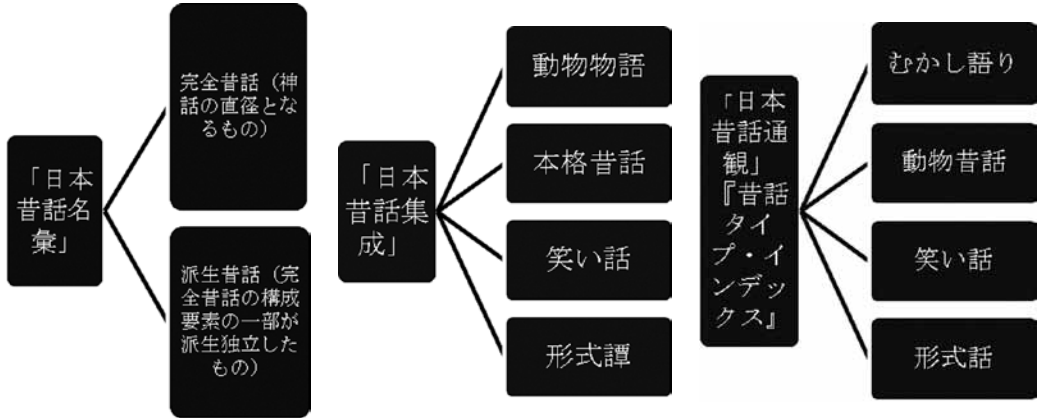 「日本
昔話名
彙」
完全昔話（神
話の直径とな
るもの）
派生昔話（完
全昔話の構成
要素の一部が
派生独立した
もの）
「日本
昔話集
成」
動物物語
本格昔話
笑い話
形式譚
「日本
昔話通
観」
『昔話
タイ
プ・イ
ンデッ
クス』
むかし語り
動物昔話
笑い話
形式話